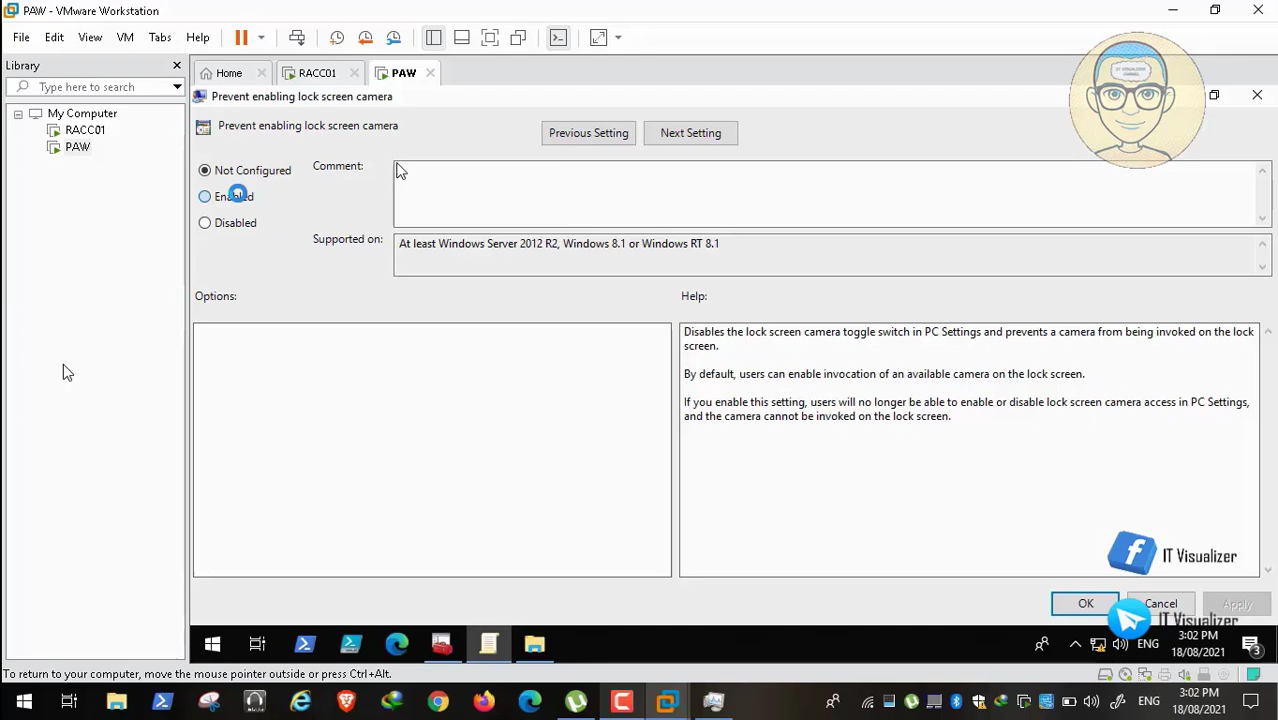 PAW - VMware Workstation
File Edit View VM Tabs Help
Library
Type here to search
My Computer
RACC01
PAW
Home RACC01 PAW
IT VISUALIZER
CHANNEL
Prevent enabling lock screen camera
Prevent enabling lock screen camera
Previous Setting Next Setting
Not Configured
Enabled
Disabled
Comment:
Supported on:
At least Windows Server 2012 R2, Windows 8.1 or Windows RT 8.1
Options:
Help:
Disables the lock screen camera toggle switch in PC Settings and prevents a camera from being invoked on the lock
screen.
By default, users can enable invocation of an available camera on the lock screen.
If you enable this setting, users will no longer be able to enable or disable lock screen camera access in PC Settings,
and the camera cannot be invoked on the lock screen.
IT Visualizer
OK Cancel Apply
IT Visualizer
ENG
3:02 PM
18/08/2021
3
To return to your computer, move the mouse pointer outside or press Ctrl+Alt.
ENG
3:02 PM
18/08/2021